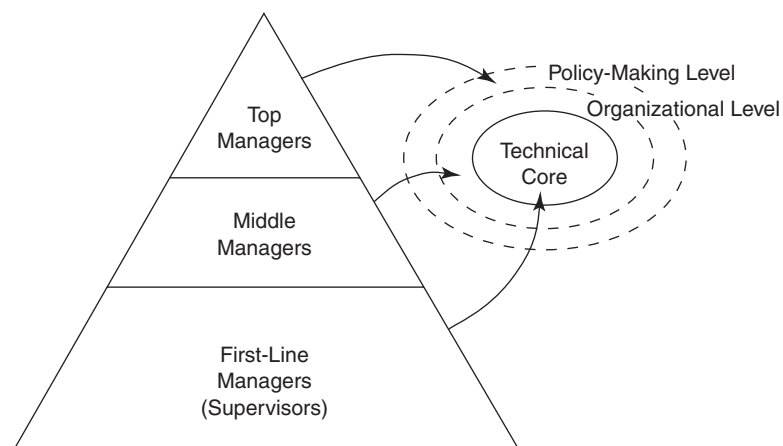 Top
Managers
Middle
Managers
First-Line
Managers
(Supervisors)
Policy-Making Level
Organizational Level
Technical
Core